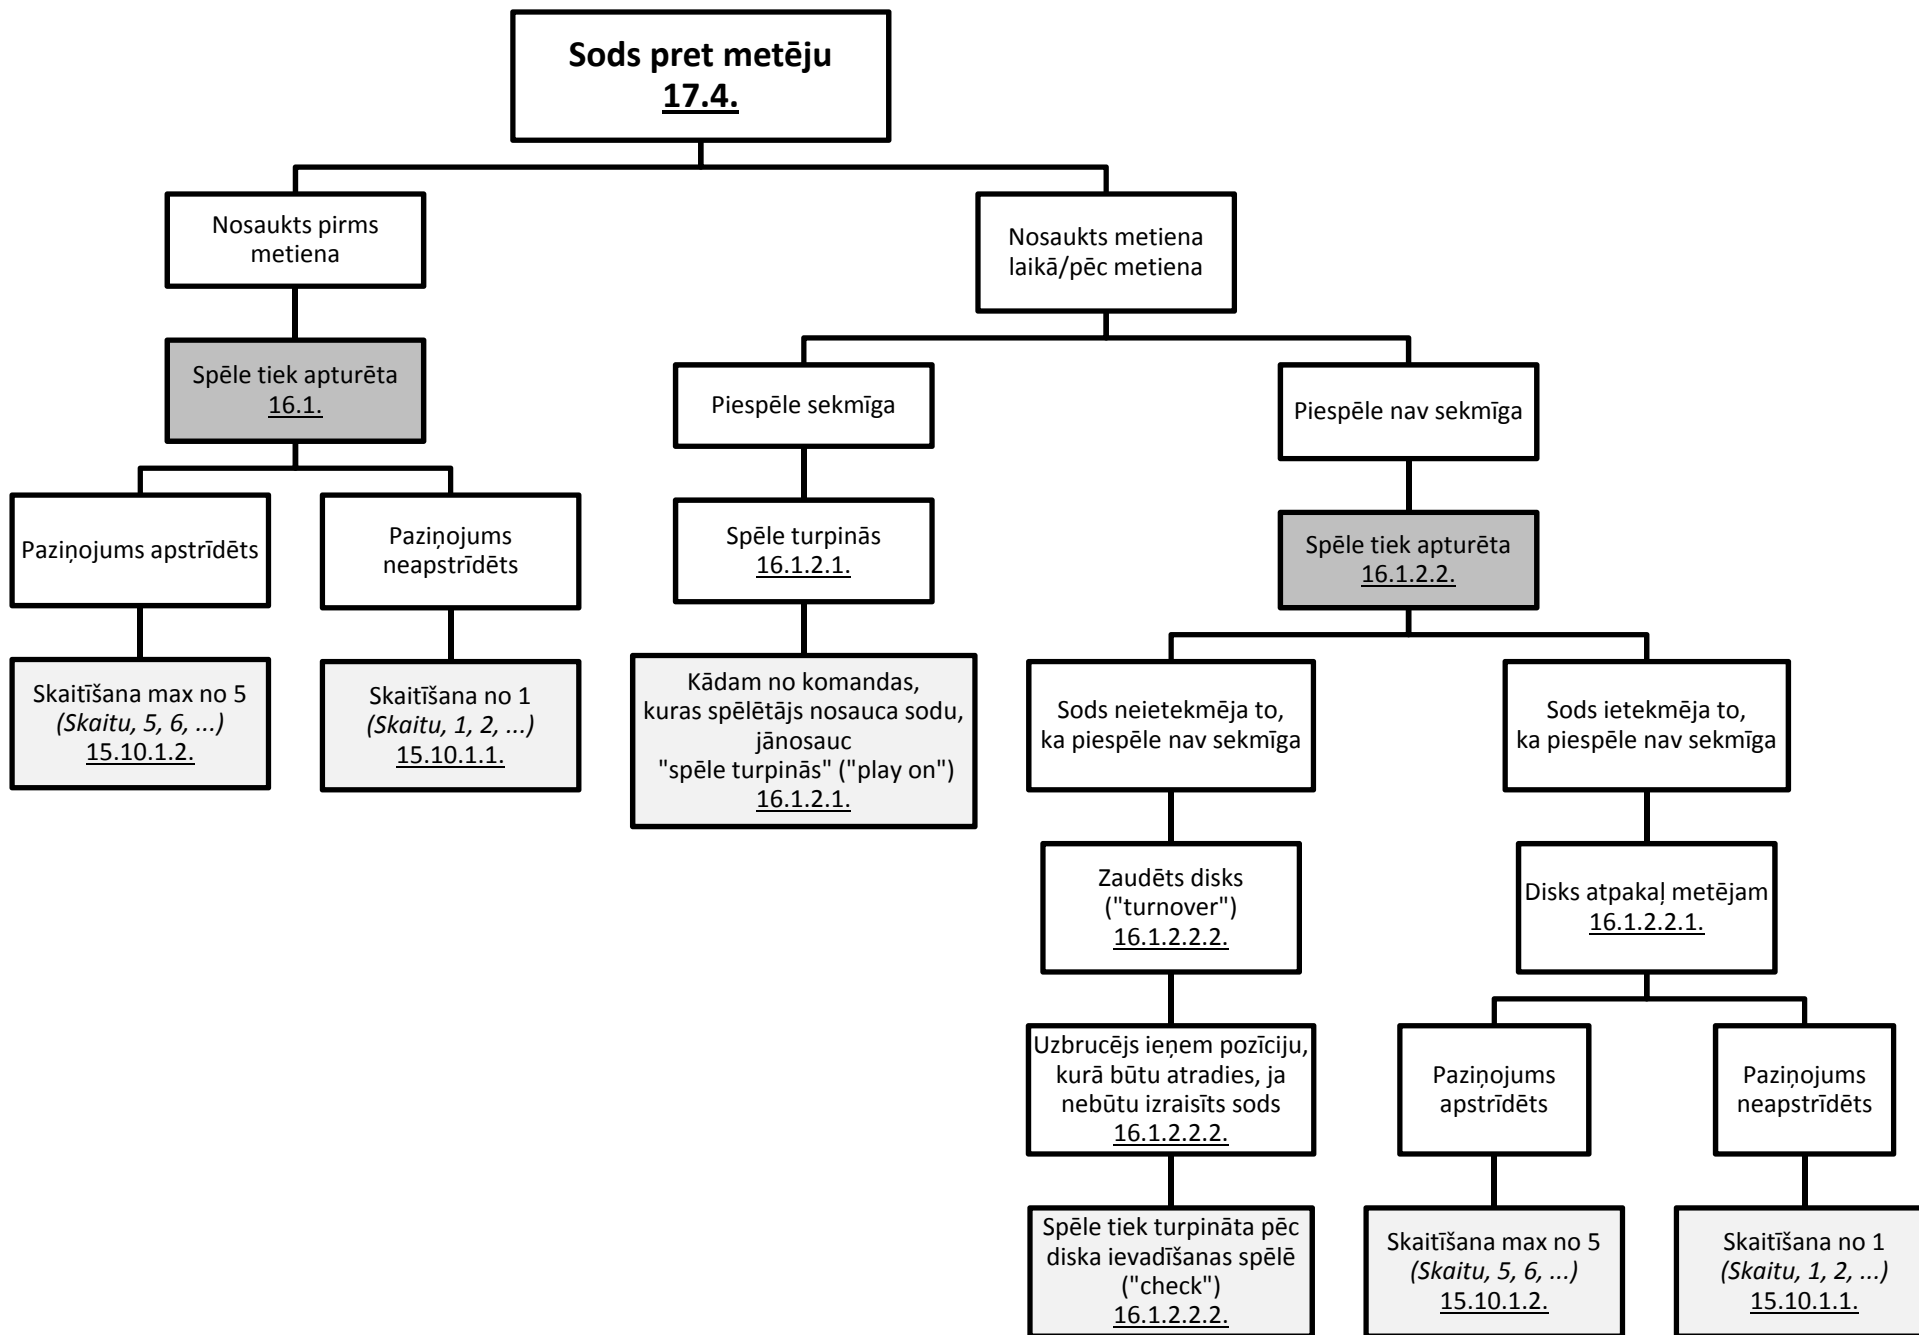 Sods pret metēju
17.4.
Nosaukts pirms
metiena
Nosaukts metiena
laikā/pēc metiena
Spēle tiek apturēta
16.1.
Piespēle sekmīga
Piespēle nav sekmīga
Paziņojums apstrīdēts
Paziņojums
neapstrīdēts
Spēle turpinās
16.1.2.1.
Spēle tiek apturēta
16.1.2.2.
Skaitīšana max no 5
(Skaitu, 5, 6, ...)
15.10.1.2.
Skaitīšana no 1
(Skaitu, 1, 2, ...)
15.10.1.1.
Kādam no komandas,
kuras spēlētājs nosauca sodu,
jānosauc
"spēle turpinās" ("play on")
16.1.2.1.
Sods neietekmēja to,
ka piespēle nav sekmīga
Sods ietekmēja to,
ka piespēle nav sekmīga
Zaudēts disks
("turnover")
16.1.2.2.2.
Disks atpakaļ metējam
16.1.2.2.1.
Uzbrucējs ieņem pozīciju,
kurā būtu atradies, ja
nebūtu izraisīts sods
16.1.2.2.2.
Paziņojums
apstrīdēts
Paziņojums
neapstrīdēts
Spēle tiek turpināta pēc
diska ievadīšanas spēlē
("check")
16.1.2.2.2.
Skaitīšana max no 5
(Skaitu, 5, 6, ...)
15.10.1.2.
Skaitīšana no 1
(Skaitu, 1, 2, ...)
15.10.1.1.